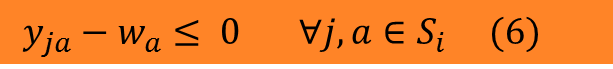 y_{ja} − w_a ≤ 0 ∀j, a ∈ S_i (6)